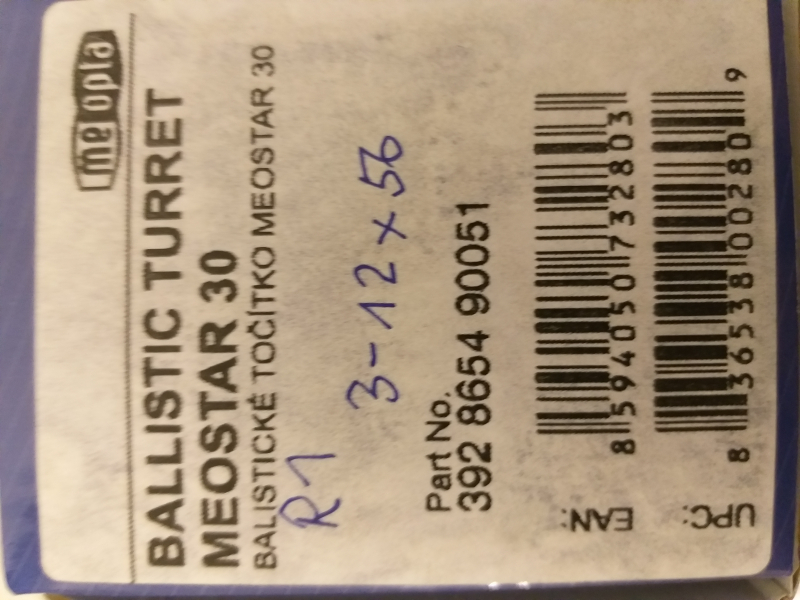 meopta
BALLISTIC TURRET
MEOSTAR 30
BALISTICKÉ TOČÍTKO MEOSTAR 30
R1 3-12x56
Part No.
392 8654 90051
EAN:
8 594050 732803
UPC:
8 36538 00280 9